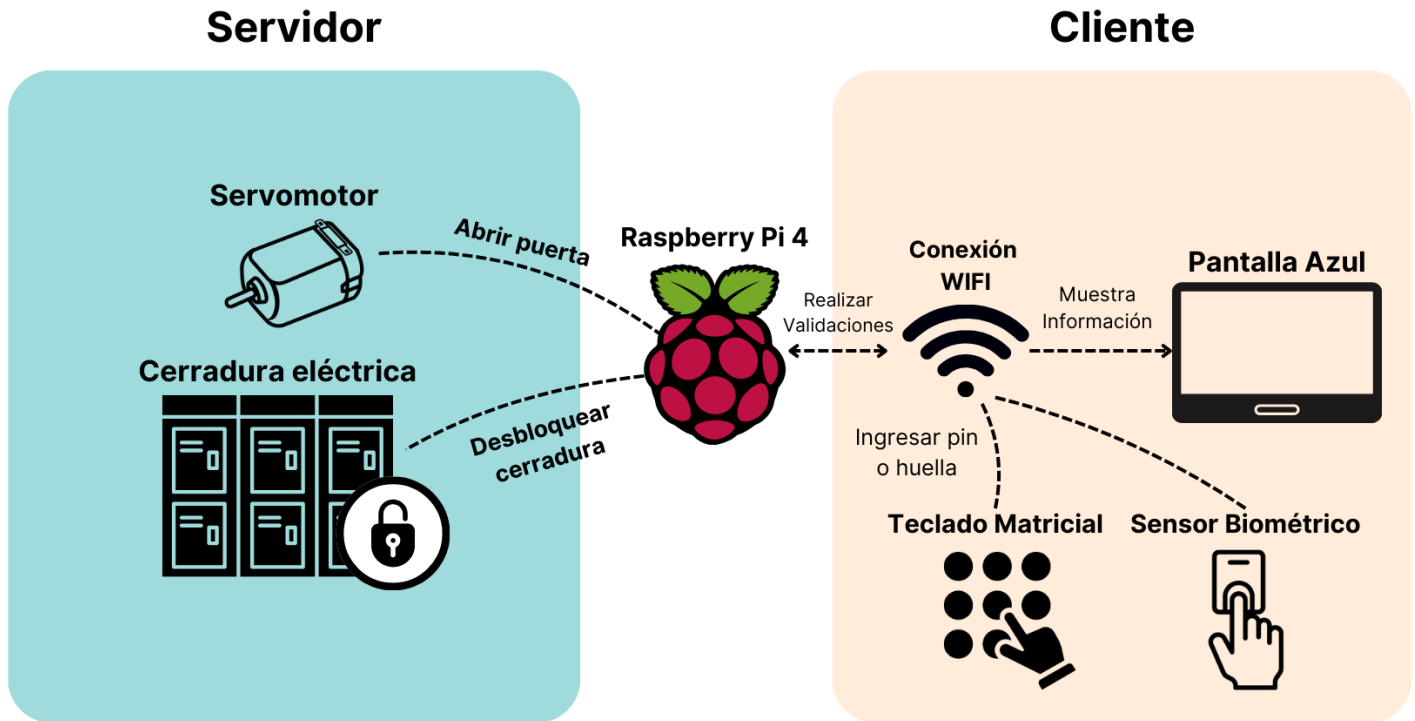 Servidor
Cliente
Servomotor
Abrir puerta
Raspberry Pi 4
Conexión
WIFI
Pantalla Azul
Realizar
Validaciones
Muestra
Información
Cerradura eléctrica
Desbloquear
cerradura
Ingresar pin
o huella
Teclado Matricial
Sensor Biométrico